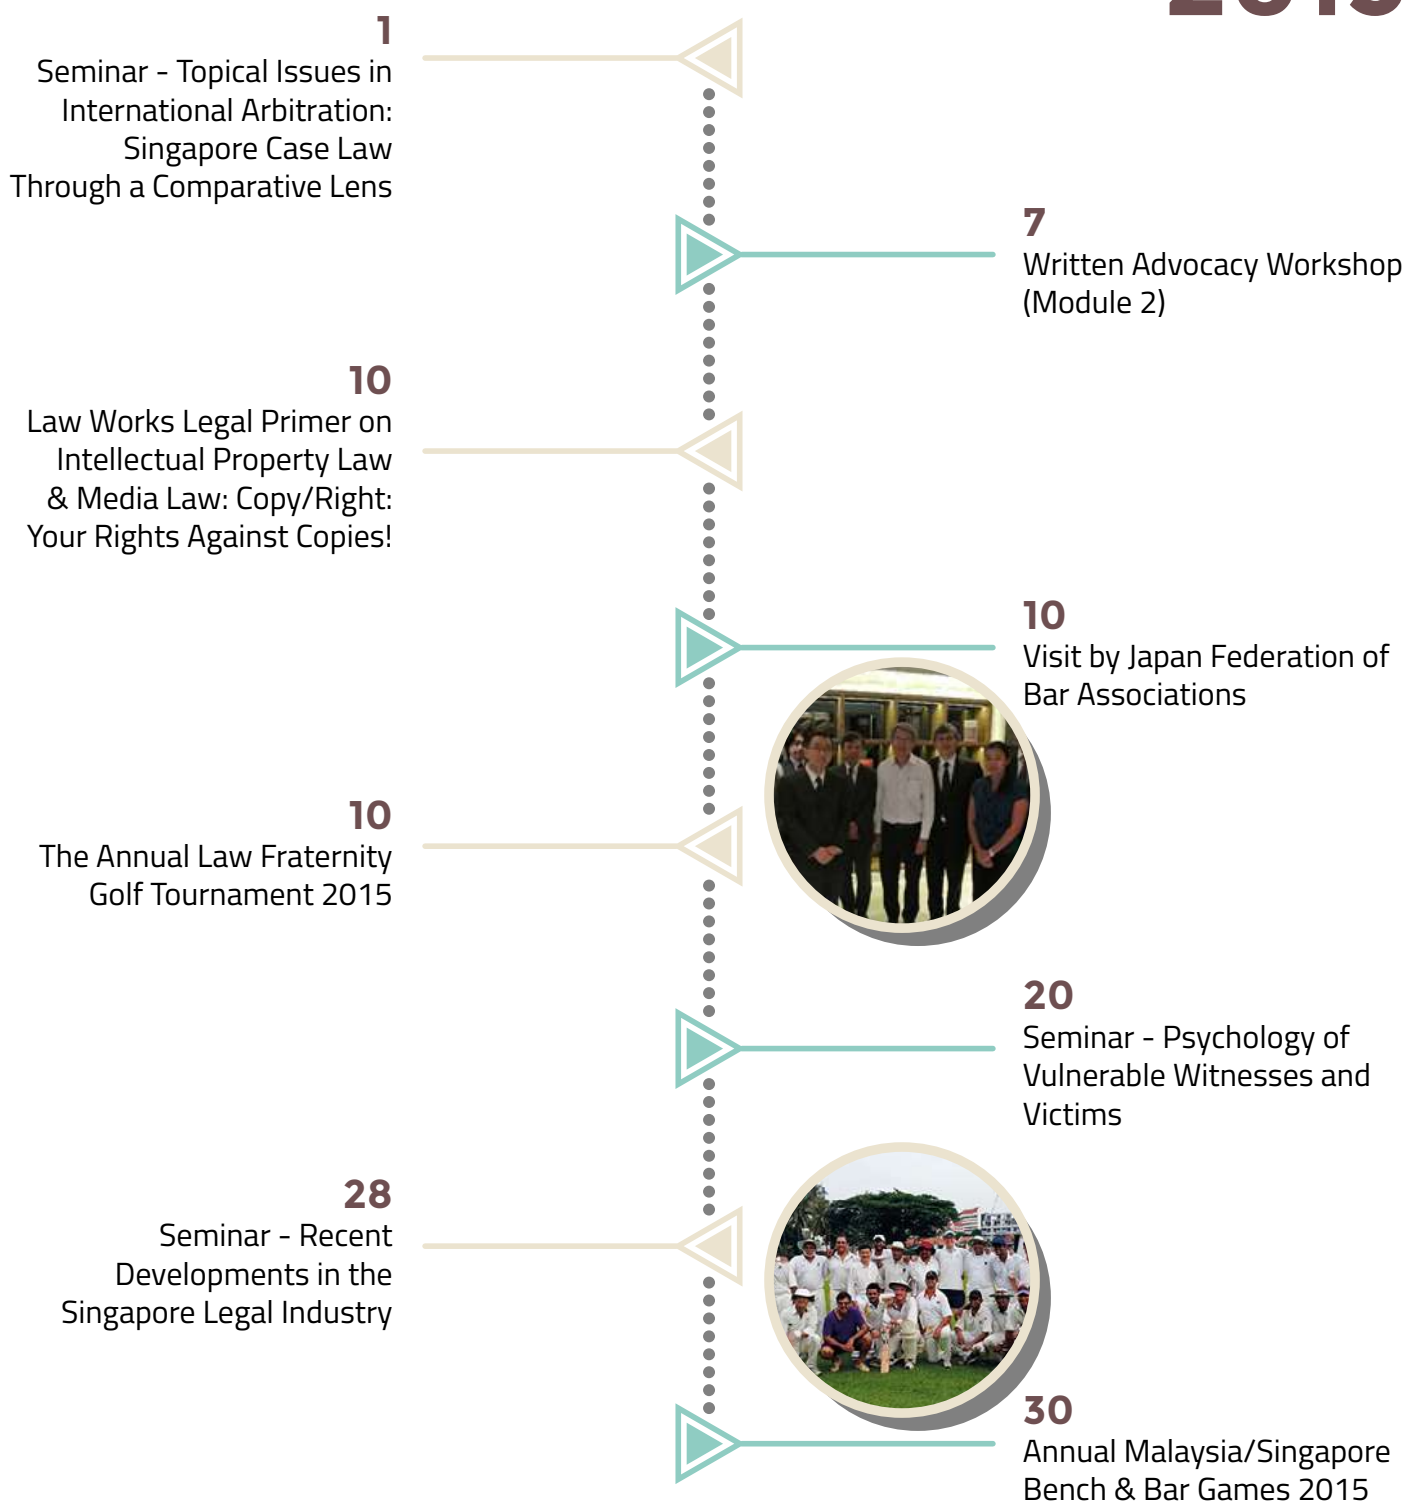 2015
1
Seminar - Topical Issues in
International Arbitration:
Singapore Case Law
Through a Comparative Lens
7
Written Advocacy Workshop
(Module 2)
10
Law Works Legal Primer on
Intellectual Property Law
& Media Law: Copy/Right:
Your Rights Against Copies!
10
Visit by Japan Federation of
Bar Associations
10
The Annual Law Fraternity
Golf Tournament 2015
20
Seminar - Psychology of
Vulnerable Witnesses and
Victims
28
Seminar - Recent
Developments in the
Singapore Legal Industry
30
Annual Malaysia/Singapore
Bench & Bar Games 2015